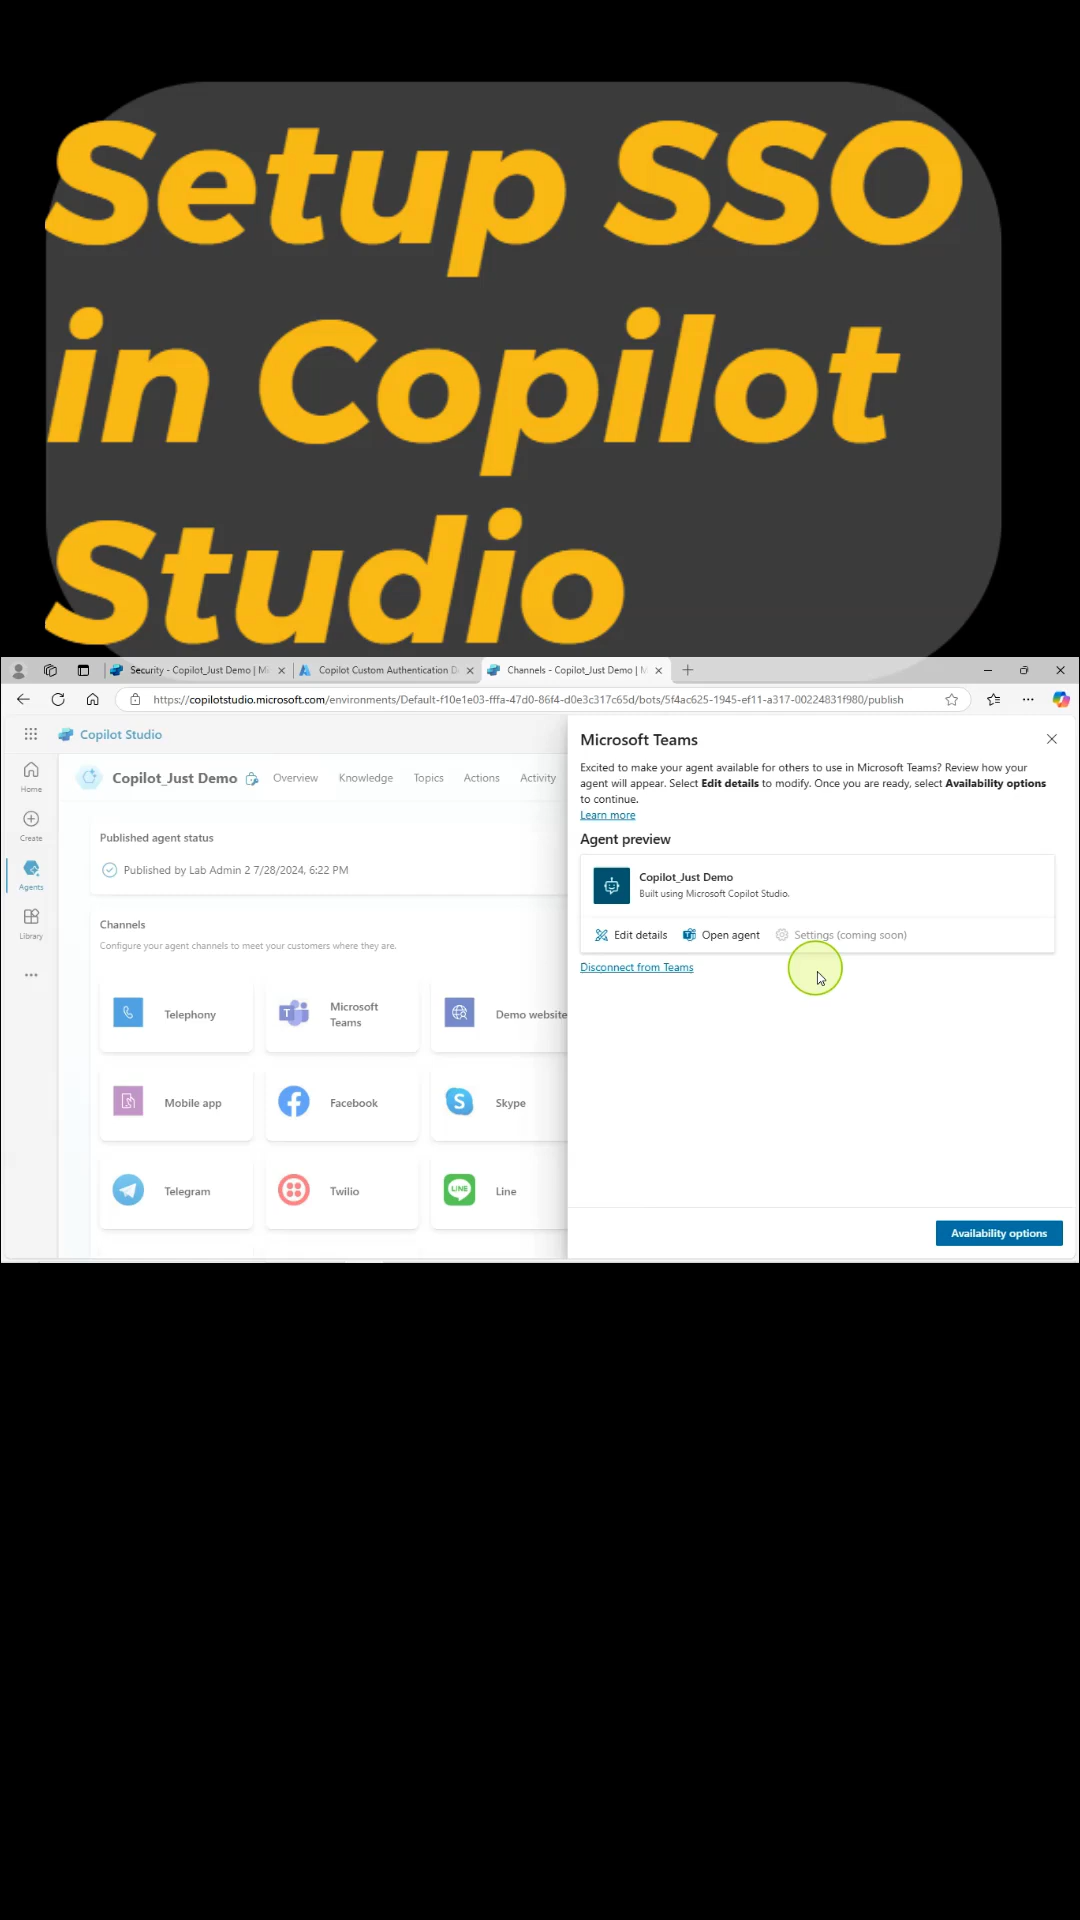 Setup SSO
in Copilot
Studio
Security - Copilot_Just Demo | Mi
Copilot Custom Authentication D
Channels - Copilot_Just Demo | M
https://copilotstudio.microsoft.com/environments/Default-f10e1e03-fffa-47d0-86f4-d0e3c317c65d/bots/5f4ac625-1945-ef11-a317-00224831f980/publish
Copilot Studio
Home
Create
Agents
Library
Copilot_Just Demo
Overview
Knowledge
Topics
Actions
Activity
Published agent status
Published by Lab Admin 2 7/28/2024, 6:22 PM
Channels
Configure your agent channels to meet your customers where they are.
Telephony
Microsoft
Teams
Demo website
Mobile app
Facebook
Skype
Telegram
Twilio
LINE
Line
Microsoft Teams
Excited to make your agent available for others to use in Microsoft Teams? Review how your
agent will appear. Select Edit details to modify. Once you are ready, select Availability options
to continue.
Learn more
Agent preview
Copilot_Just Demo
Built using Microsoft Copilot Studio.
Edit details
Open agent
Settings (coming soon)
Disconnect from Teams
Availability options